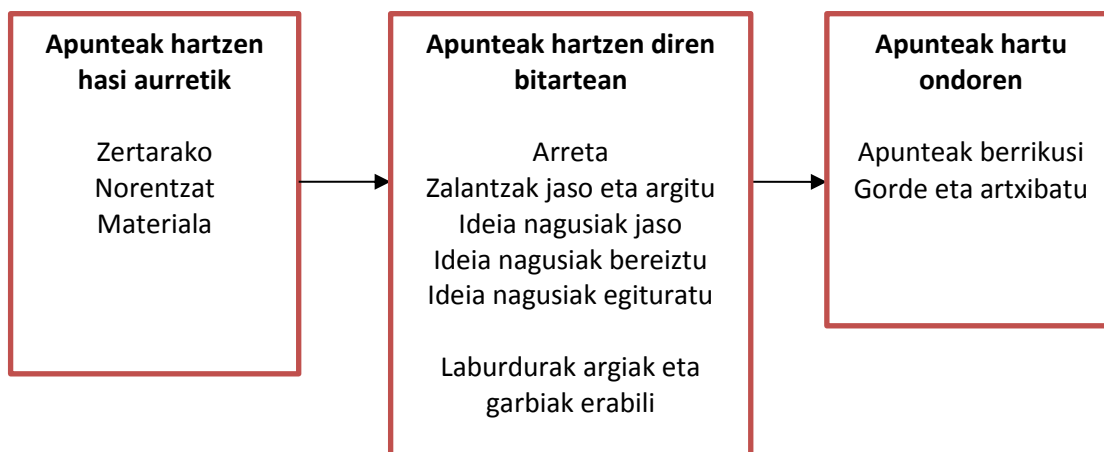 Apunteak hartzen
hasi aurretik
Zertarako
Norentzat
Materiala
Apunteak hartzen diren
bitartean
Arreta
Zalantzak jaso eta argitu
Ideia nagusiak jaso
Ideia nagusiak bereiztu
Ideia nagusiak egituratu
Laburdurak argiak eta
garbiak erabili
Apunteak hartu
ondoren
Apunteak berrikusi
Gorde eta artxibatu